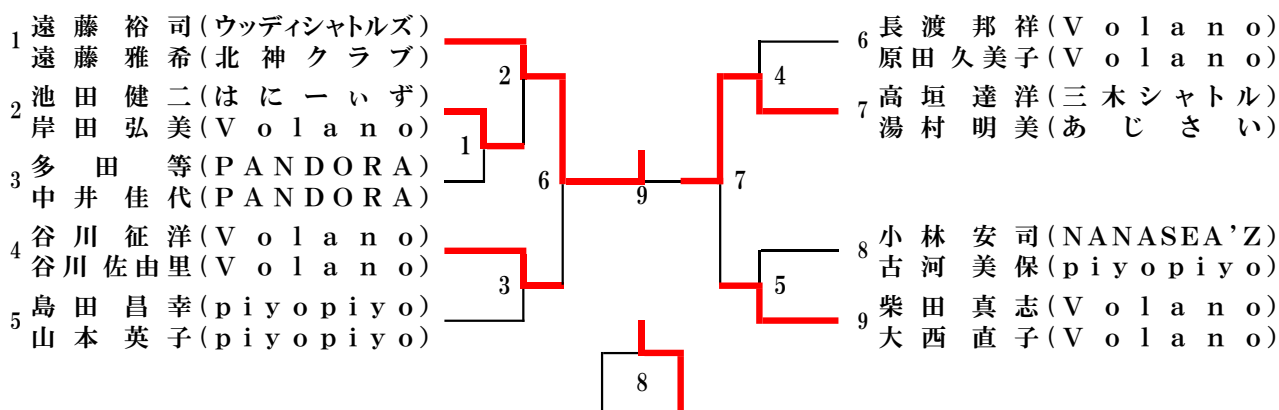 1 遠藤裕司(ウッディシャトルズ)
遠藤雅希(北神クラブ)
2 池田健二(はにーぃず)
岸田弘美(Volano)
3 多田等(PANDORA)
中井佳代(PANDORA)
4 谷川征洋(Volano)
谷川佐由里(Volano)
5 島田昌幸(piyopiyo)
山本英子(piyopiyo)
2
1
6
3
9
8
4
7
5
6 長渡邦祥(Volano)
原田久美子(Volano)
7 高垣達洋(三木シャトル)
湯村明美(あじさい)
8 小林安司(NANASEA'Z)
古河美保(piyopiyo)
9 柴田真志(Volano)
大西直子(Volano)